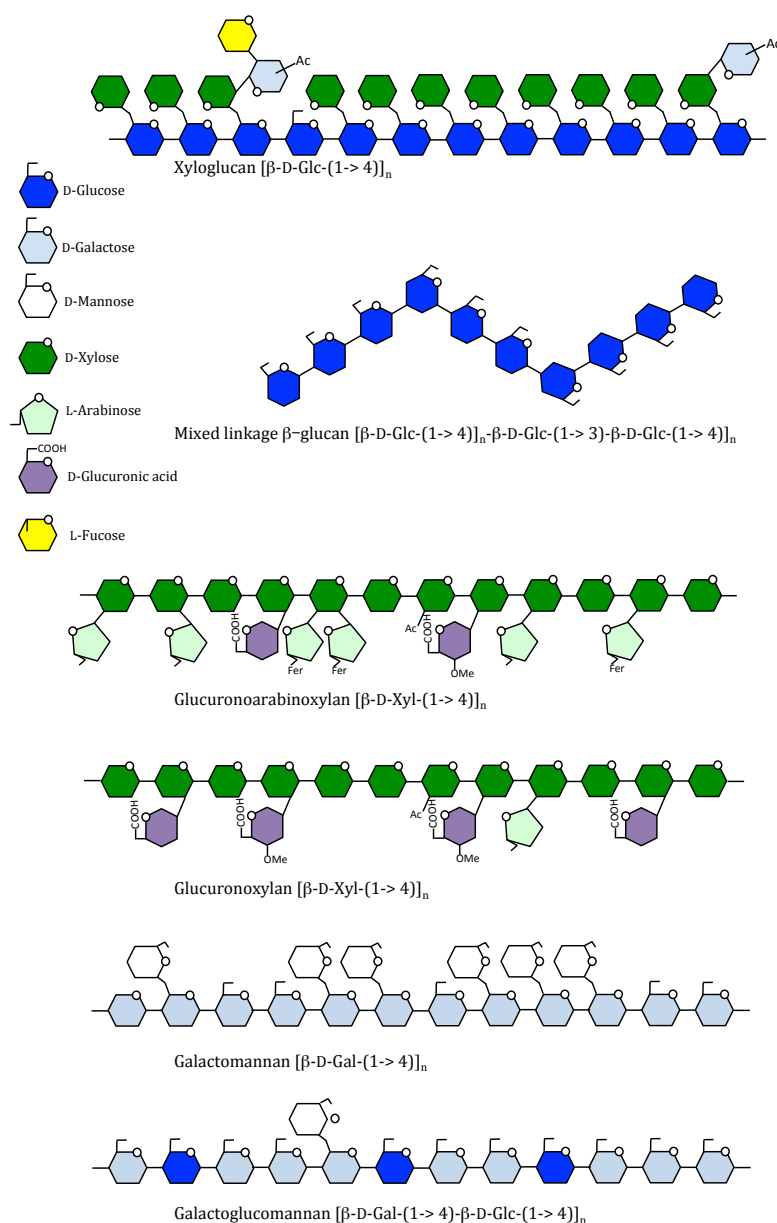 Ac
Ac
Xyloglucan [β-D-Glc-(1-> 4)]n
D-Glucose
D-Galactose
D-Mannose
D-Xylose
L-Arabinose
COOH
D-Glucuronic acid
L-Fucose
Mixed linkage β-glucan [β-D-Glc-(1-> 4)]n-β-D-Glc-(1-> 3)-β-D-Glc-(1-> 4)]n
COOH
Ac
COOH
Fer
Fer
OMe
Fer
Glucuronoarabinoxylan [β-D-Xyl-(1-> 4)]n
COOH
COOH
Ac
COOH
COOH
OMe
OMe
Glucuronoxylan [β-D-Xyl-(1-> 4)]n
Galactomannan [β-D-Gal-(1-> 4)]n
Galactoglucomannan [β-D-Gal-(1-> 4)-β-D-Glc-(1-> 4)]n